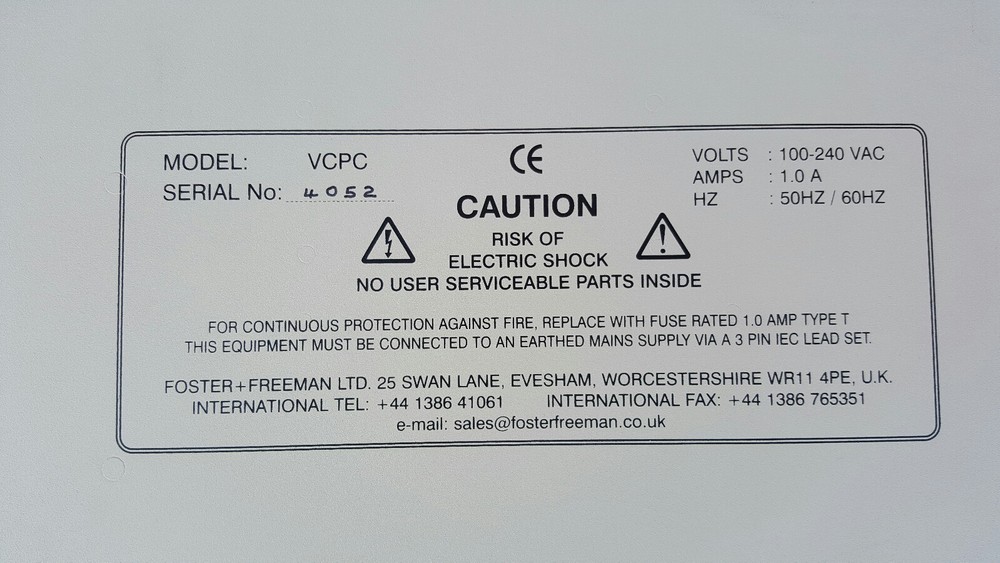 MODEL: VCPC
SERIAL No: 4052
CE
VOLTS : 100-240 VAC
AMPS : 1.0 A
HZ : 50HZ / 60HZ
CAUTION
RISK OF
ELECTRIC SHOCK
NO USER SERVICEABLE PARTS INSIDE
FOR CONTINUOUS PROTECTION AGAINST FIRE, REPLACE WITH FUSE RATED 1.0 AMP TYPE T
THIS EQUIPMENT MUST BE CONNECTED TO AN EARTHED MAINS SUPPLY VIA A 3 PIN IEC LEAD SET.
FOSTER+FREEMAN LTD. 25 SWAN LANE, EVESHAM, WORCESTERSHIRE WR11 4PE, U.K.
INTERNATIONAL TEL: +44 1386 41061 INTERNATIONAL FAX: +44 1386 765351
e-mail: sales@fosterfreeman.co.uk